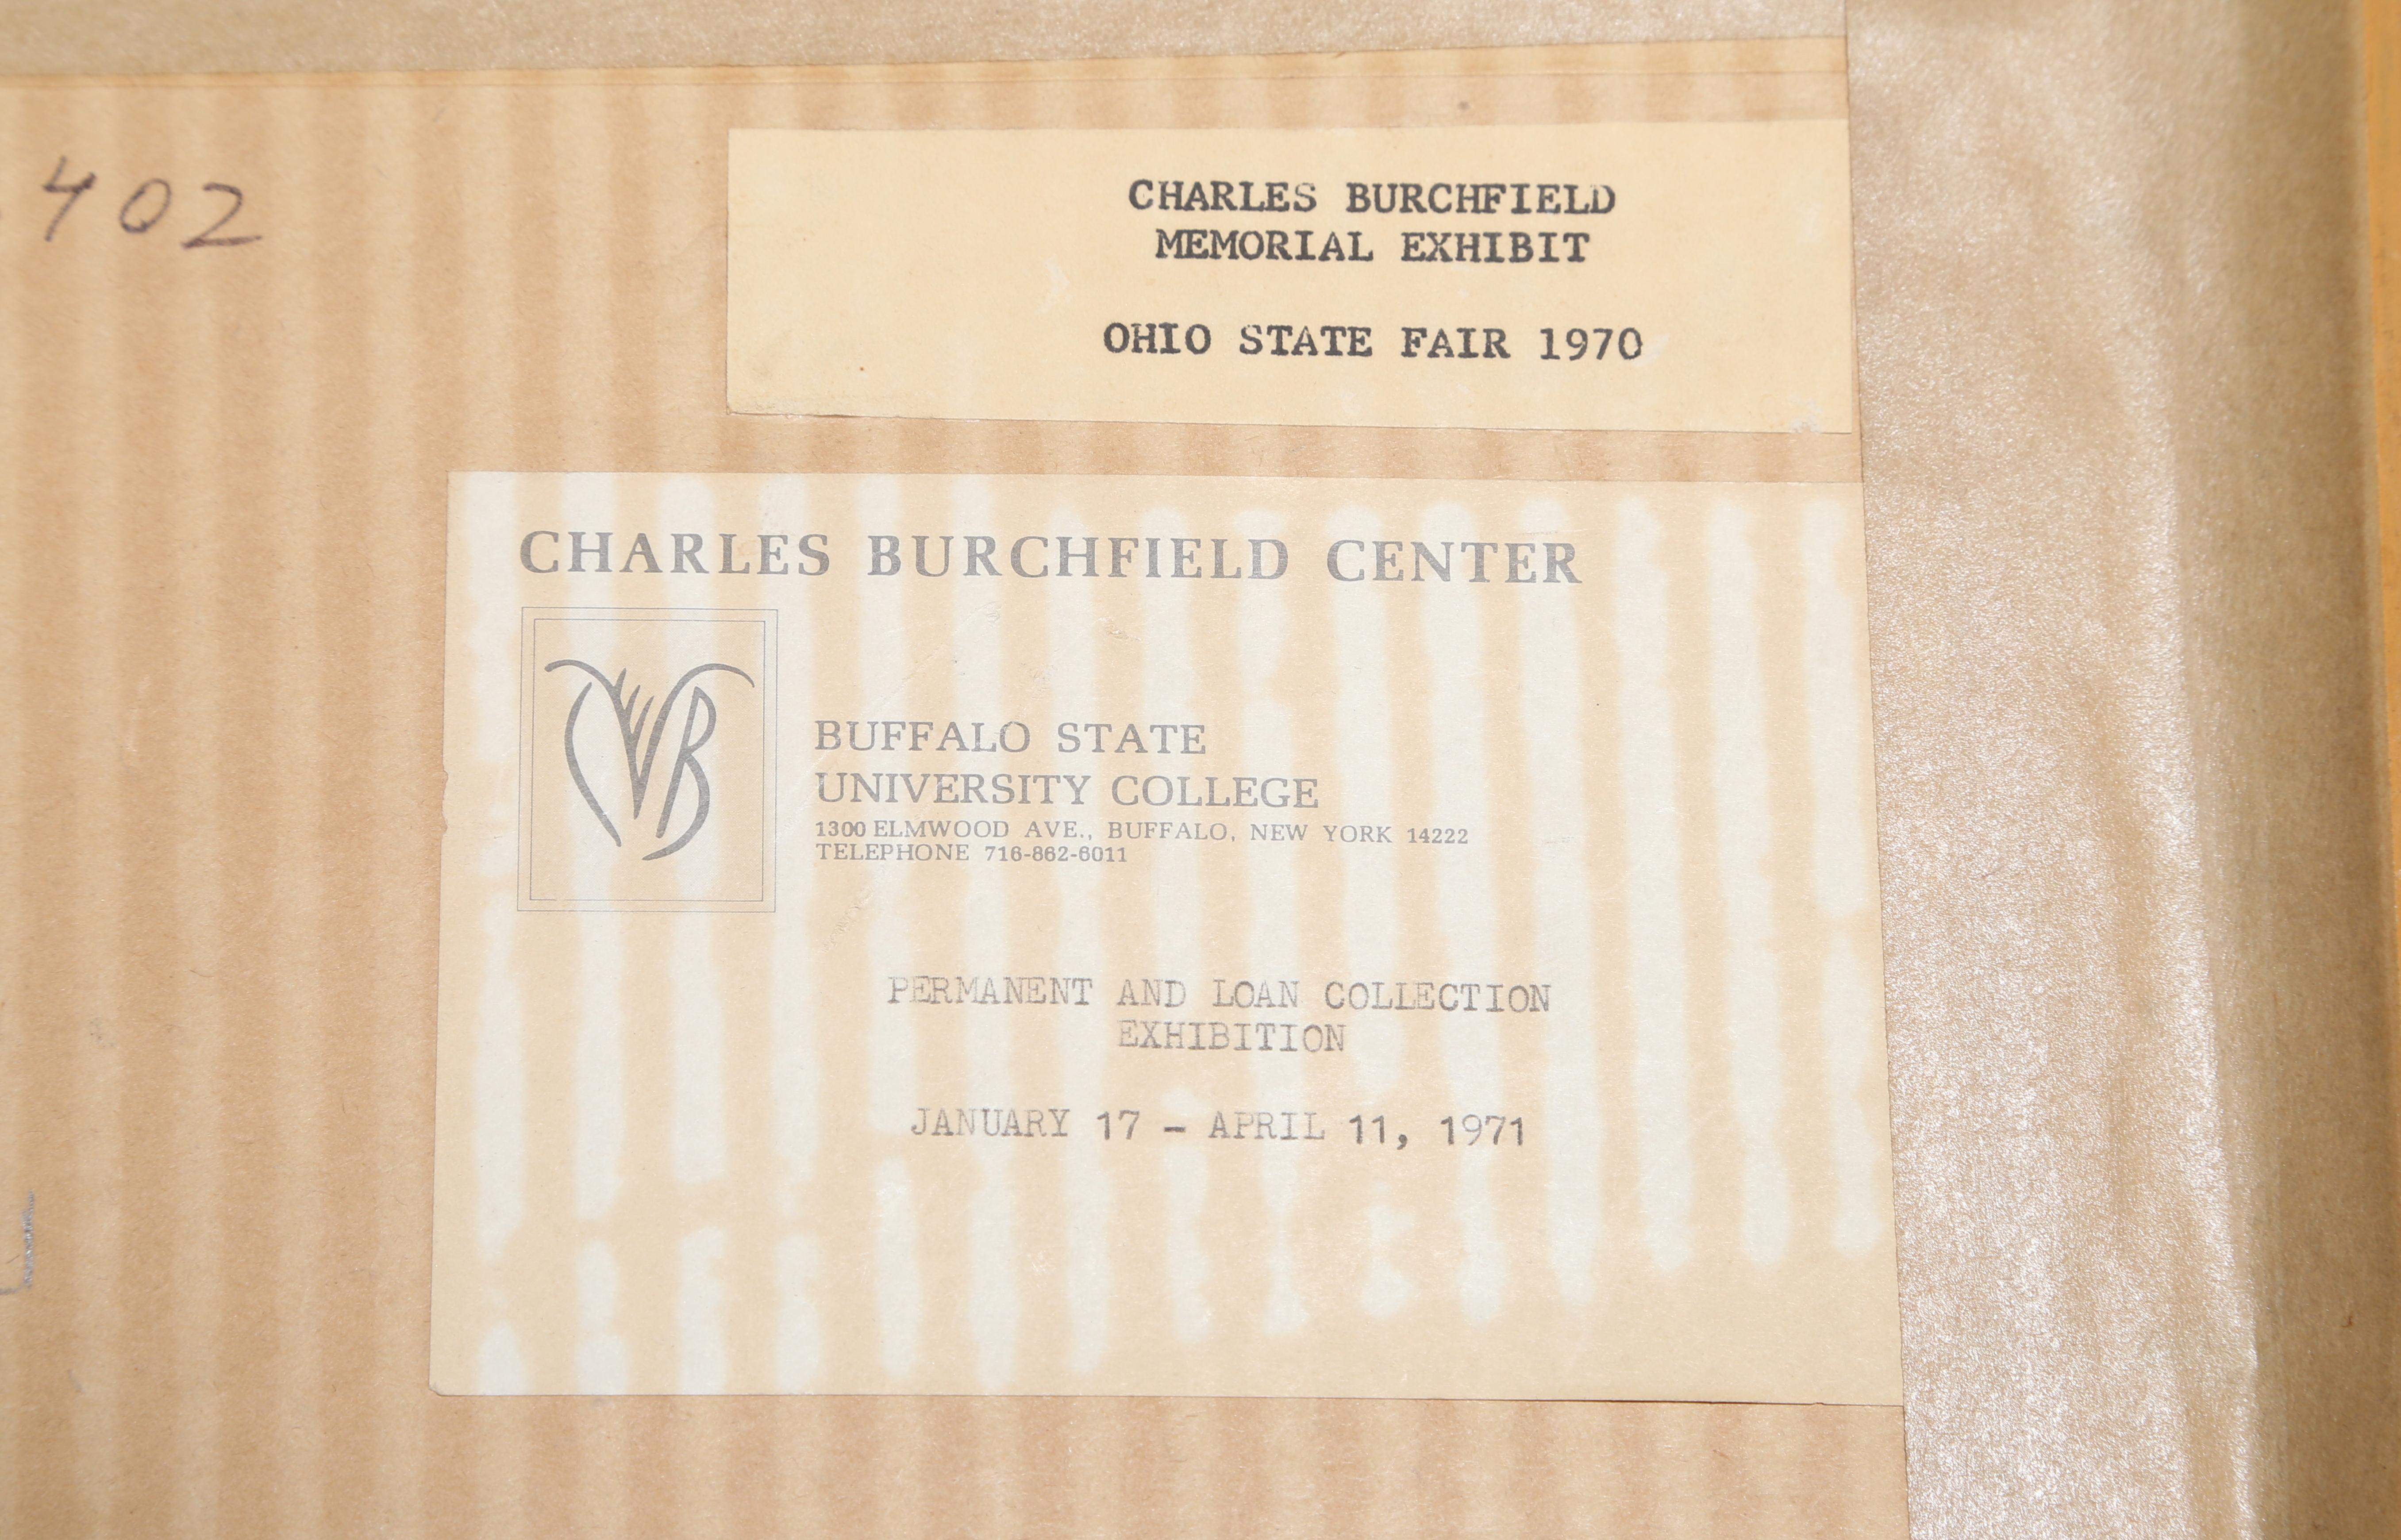 402
CHARLES BURCHFIELD
MEMORIAL EXHIBIT
OHIO STATE FAIR 1970
CHARLES BURCHFIELD CENTER
BUFFALO STATE
UNIVERSITY COLLEGE
1300 ELMWOOD AVE., BUFFALO, NEW YORK 14222
TELEPHONE 716-862-6011
PERMANENT AND LOAN COLLECTION
EXHIBITION
JANUARY 17 - APRIL 11, 1971